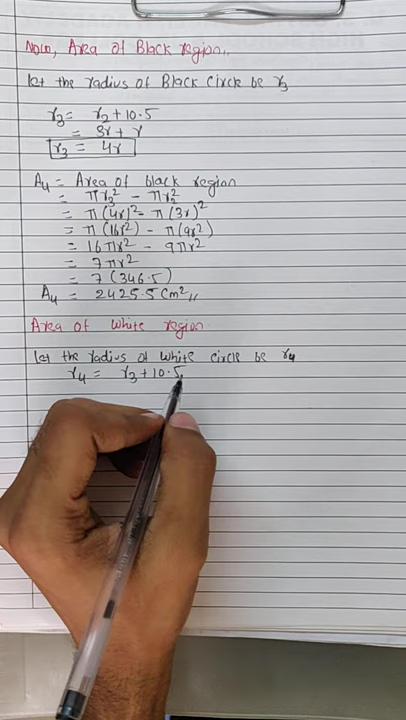 Now, Area of Black region,,
let the radius of Black Circle be r3
r3 = r2 + 10.5
= 3r + r
r3 = 4r
A4 = Area of black region
= πr3² - πr2²
= π(4r)² - π(3r)²
= π(16r²) - π(9r²)
= 16πr² - 9πr²
= 7πr²
= 7(346.5)
A4 = 2425.5 Cm²,,
Area of White region
let the radius of White circle be r4
r4 = r3 + 10.5